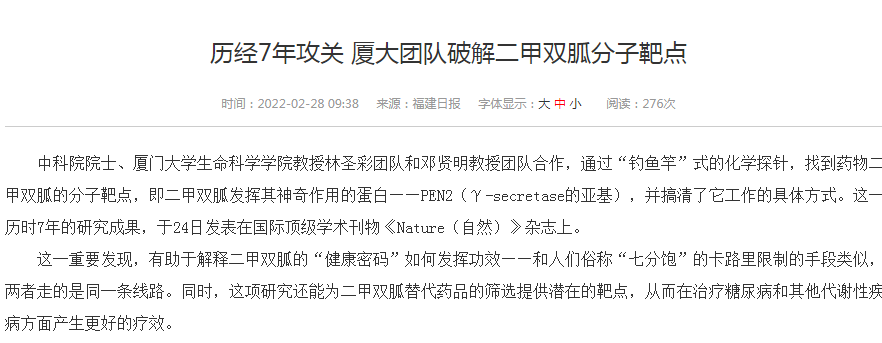 历经7年攻关 厦大团队破解二甲双胍分子靶点
时间：2022-02-28 09:38 来源：福建日报 字体显示：大 中 小 阅读：276次
中科院院士、厦门大学生命科学学院教授林圣彩团队和邓贤明教授团队合作，通过“钓鱼竿”式的化学探针，找到药物二
甲双胍的分子靶点，即二甲双胍发挥其神奇作用的蛋白——PEN2（γ-secretase的亚基），并搞清了它工作的具体方式。这一
历时7年的研究成果，于24日发表在国际顶级学术刊物《Nature（自然）》杂志上。
这一重要发现，有助于解释二甲双胍的“健康密码”如何发挥功效——和人们俗称“七分饱”的卡路里限制的手段类似，
两者走的是同一条线路。同时，这项研究还能为二甲双胍替代药品的筛选提供潜在的靶点，从而在治疗糖尿病和其他代谢性疾
病方面产生更好的疗效。